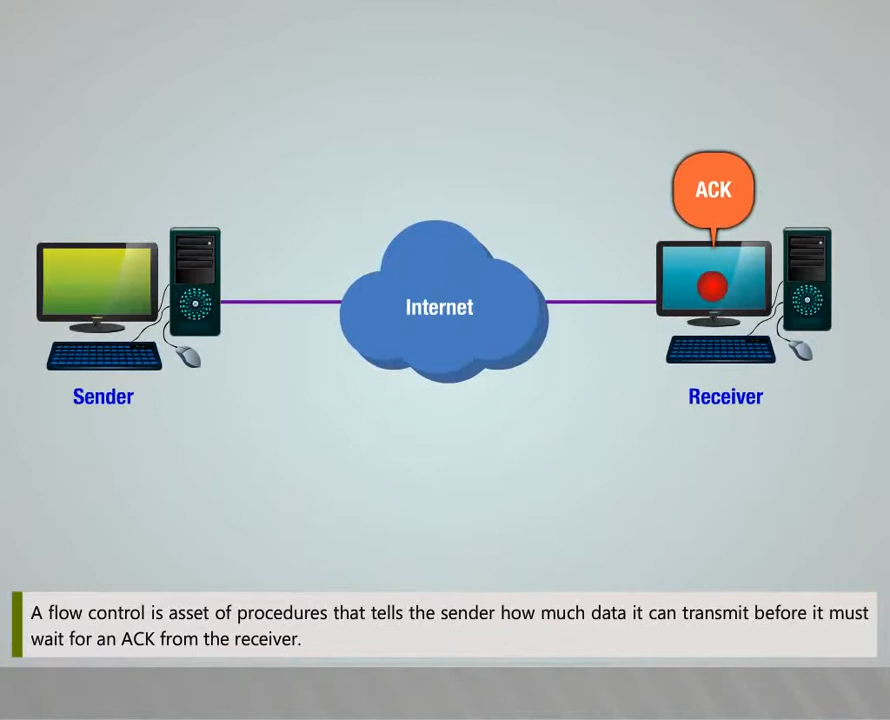 ACK
Internet
Sender
Receiver
A flow control is asset of procedures that tells the sender how much data it can transmit before it must
wait for an ACK from the receiver.